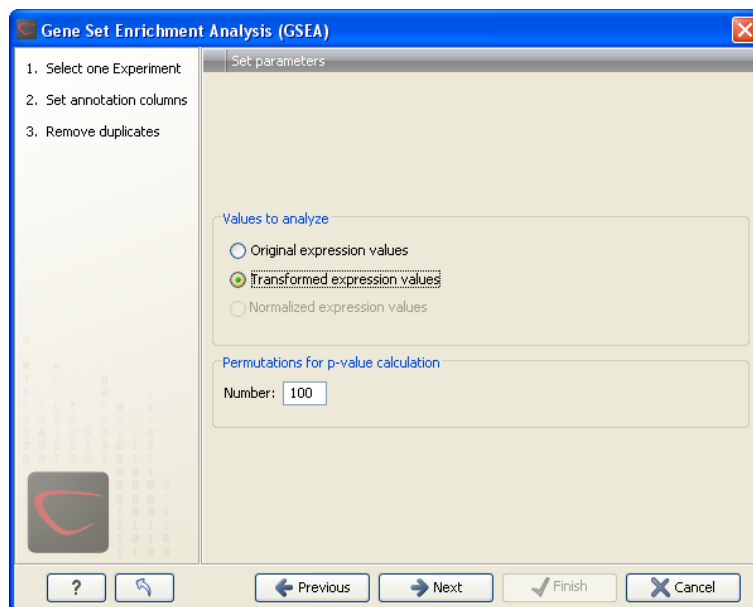 Gene Set Enrichment Analysis (GSEA)
1. Select one Experiment
2. Set annotation columns
3. Remove duplicates
Set parameters
Values to analyze
Original expression values
Transformed expression values
Normalized expression values
Permutations for p-value calculation
Number: 100
? Previous Next Finish Cancel